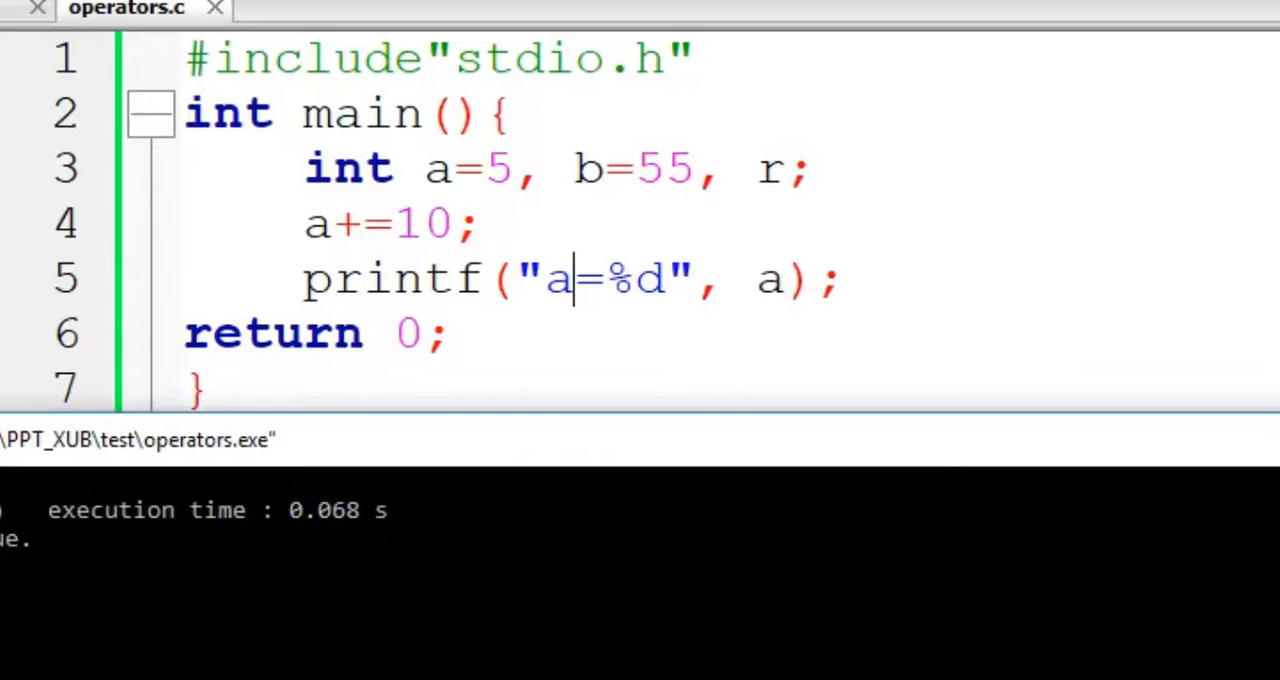 operators.c
1 #include"stdio.h"
2 int main(){
3 int a=5, b=55, r;
4 a+=10;
5 printf("a=%d", a);
6 return 0;
7 }
\PPT_XUB\test\operators.exe"
) execution time : 0.068 s
ue.